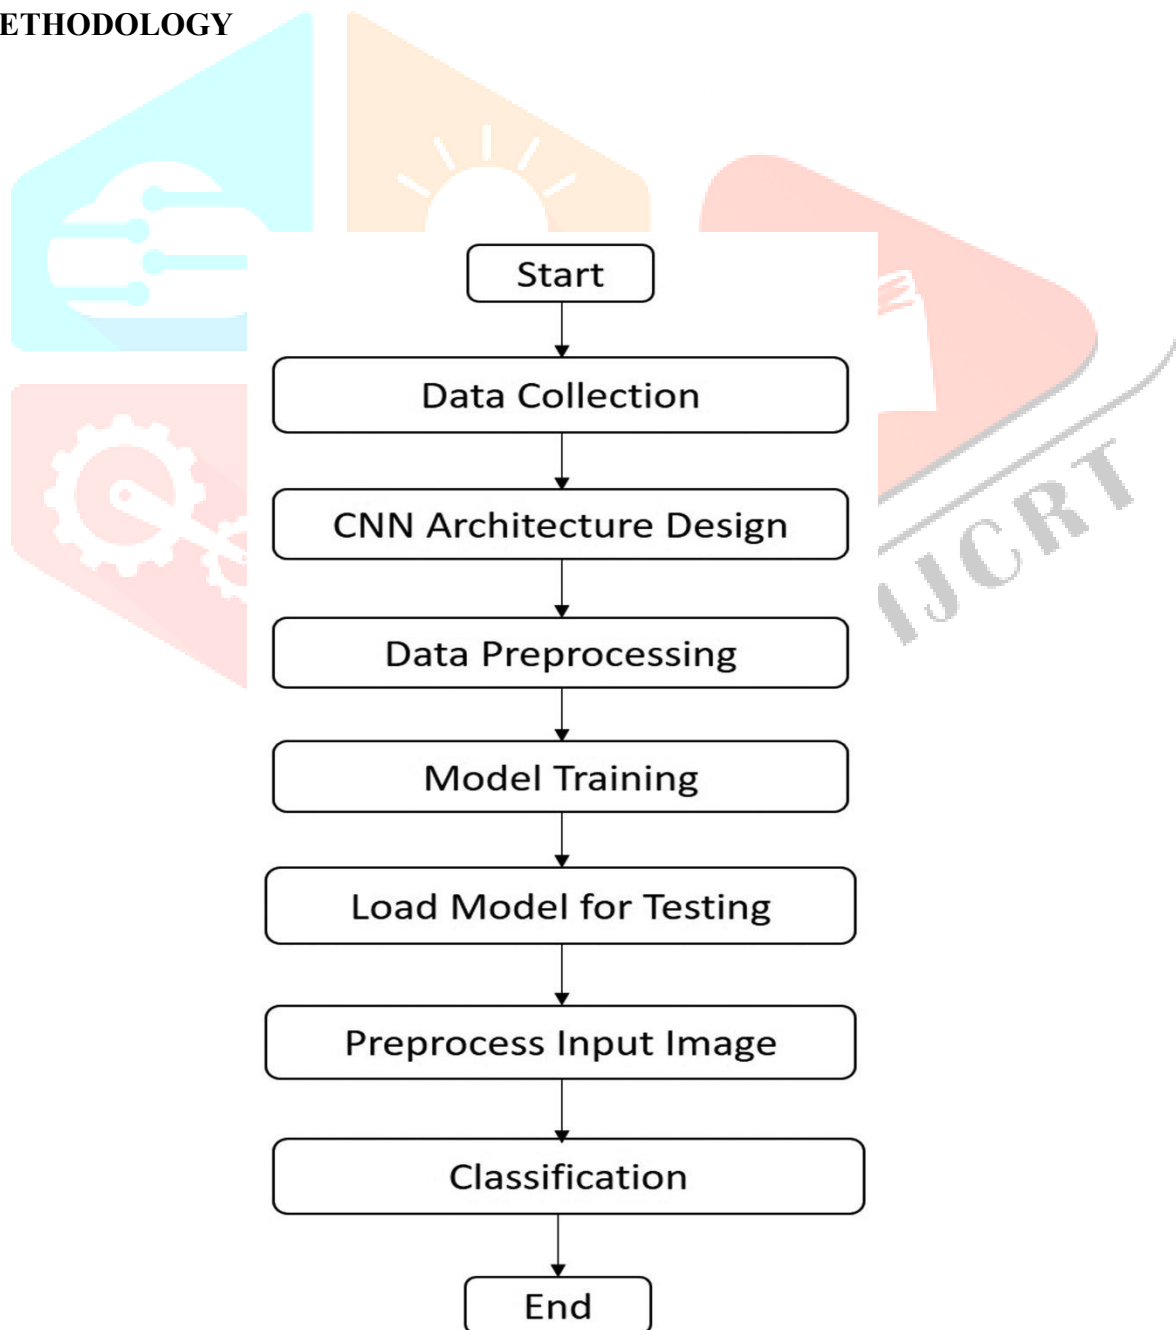 ETHODOLOGY
Start
Data Collection
CNN Architecture Design
Data Preprocessing
Model Training
Load Model for Testing
Preprocess Input Image
Classification
End
IJCRT